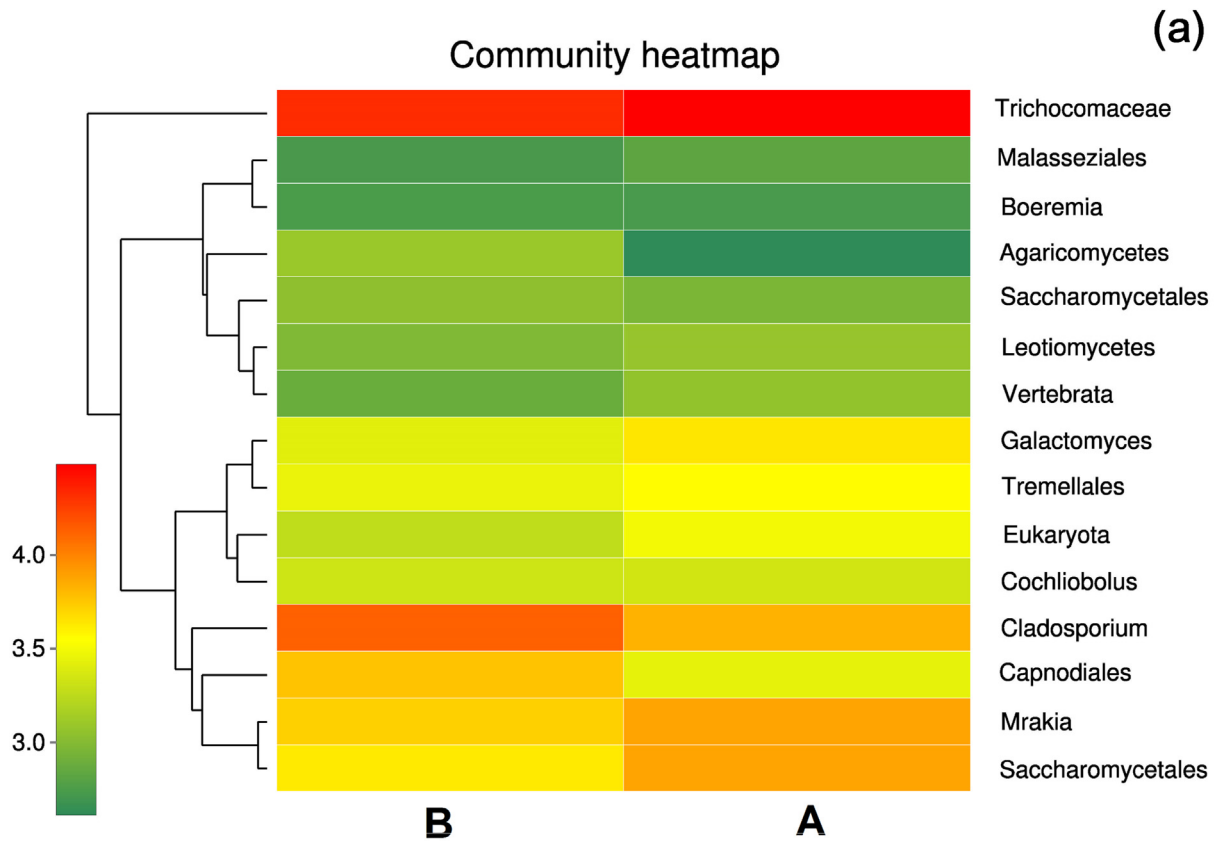 (a)
Community heatmap
Trichocomaceae
Malasseziales
Boeremia
Agaricomycetes
Saccharomycetales
Leotiomycetes
Vertebrata
Galactomyces
Tremellales
Eukaryota
Cochliobolus
Cladosporium
Capnodiales
Mrakia
Saccharomycetales
4.0
3.5
3.0
B A